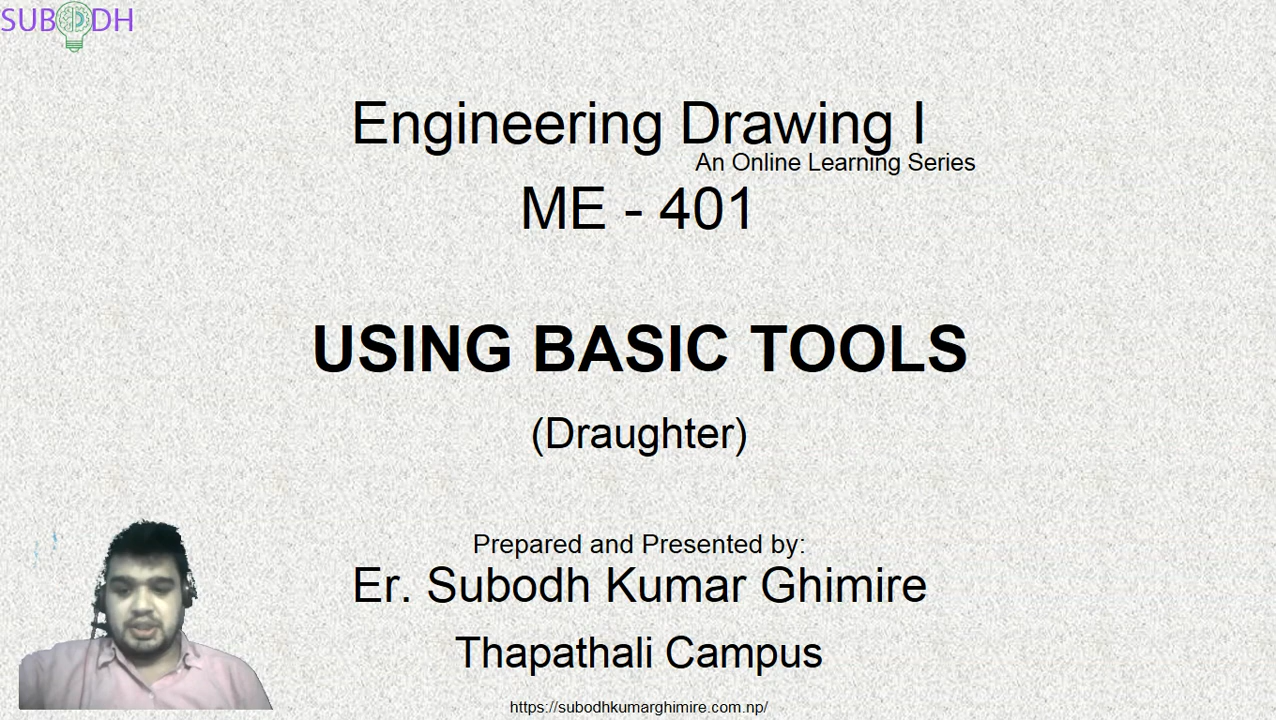 SUBODH
Engineering Drawing I
An Online Learning Series
ME - 401
USING BASIC TOOLS
(Draughter)
Prepared and Presented by:
Er. Subodh Kumar Ghimire
Thapathali Campus
https://subodhkumarghimire.com.np/